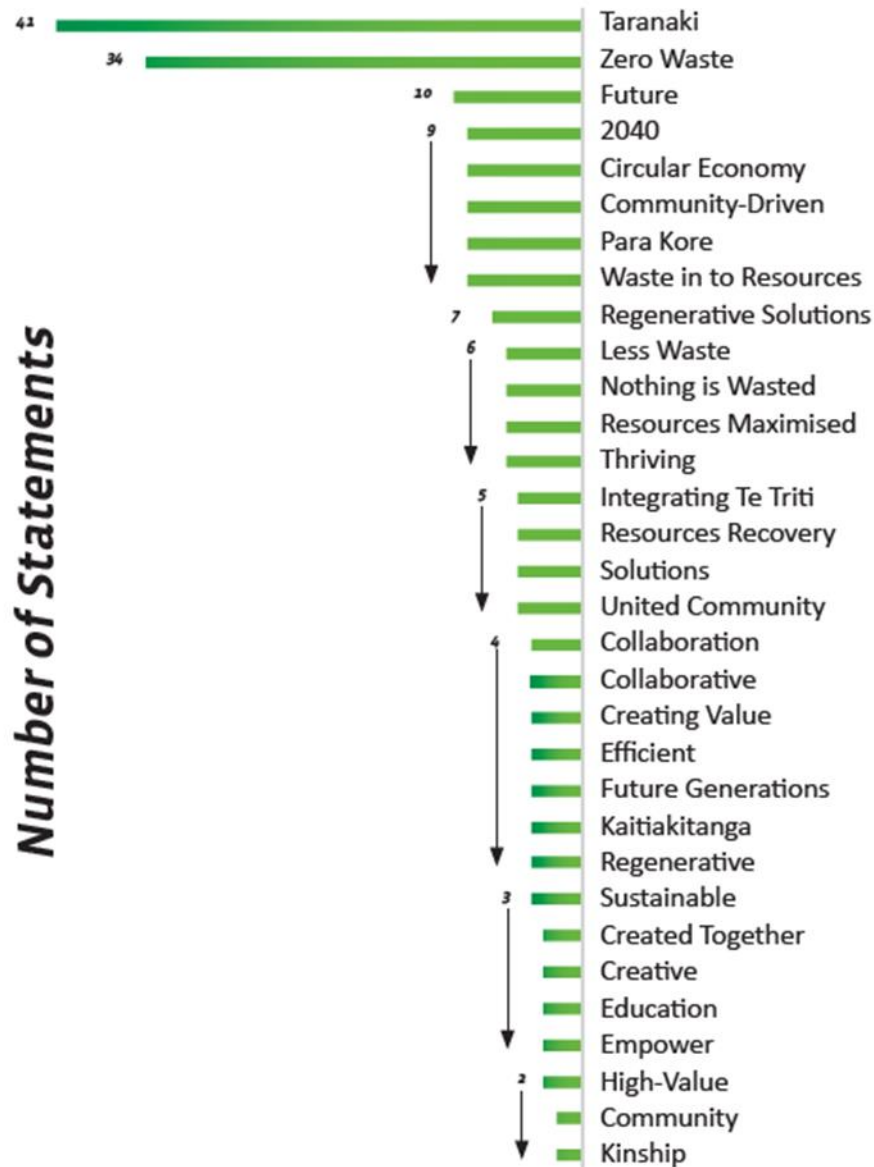 41 Taranaki
34 Zero Waste
10 Future
9 2040
Circular Economy
Community-Driven
Para Kore
Waste in to Resources
7 Regenerative Solutions
6 Less Waste
Nothing is Wasted
Resources Maximised
Thriving
5 Integrating Te Triti
Resources Recovery
Solutions
United Community
4 Collaboration
Collaborative
Creating Value
Efficient
Future Generations
Kaitiakitanga
Regenerative
3 Sustainable
Created Together
Creative
Education
Empower
2 High-Value
Community
Kinship
Number of Statements